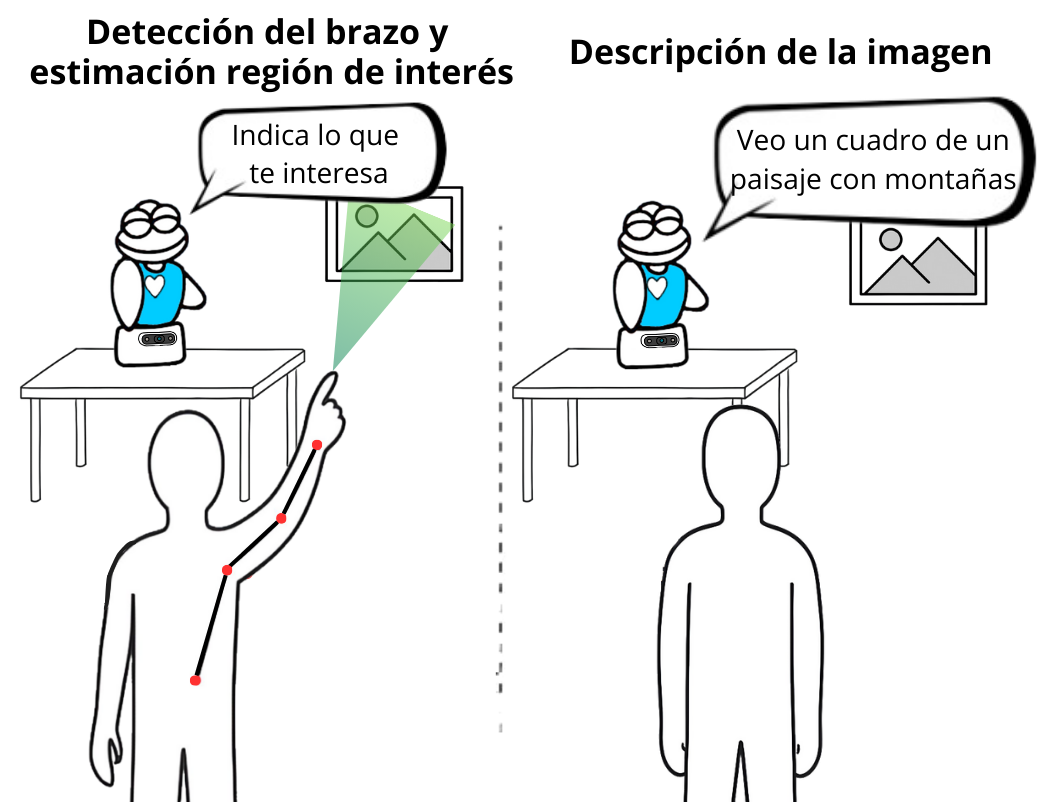 Detección del brazo y
estimación región de interés
Indica lo que
te interesa
Descripción de la imagen
Veo un cuadro de un
paisaje con montañas